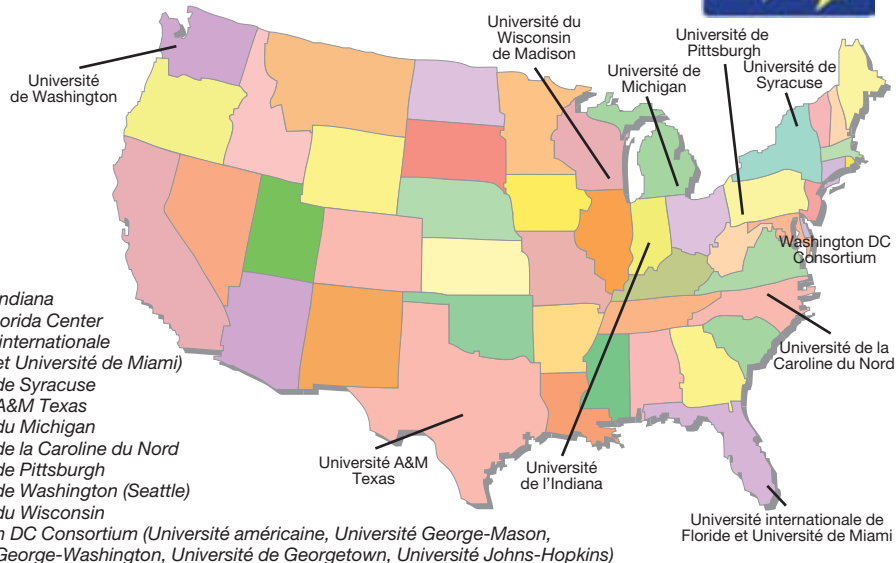 Université du
Wisconsin
de Madison
Université de
Pittsburgh
Université
de Washington
Université de
Michigan
Université de
Syracuse
Washington DC
Consortium
Université de la
Caroline du Nord
Université A&M
Texas
Université
de l'Indiana
Université internationale de
Floride et Université de Miami
Indiana
Florida Center
internationale
et Université de Miami)
de Syracuse
A&M Texas
du Michigan
de la Caroline du Nord
de Pittsburgh
de Washington (Seattle)
du Wisconsin
DC Consortium (Université américaine, Université George-Mason,
George-Washington, Université de Georgetown, Université Johns-Hopkins)